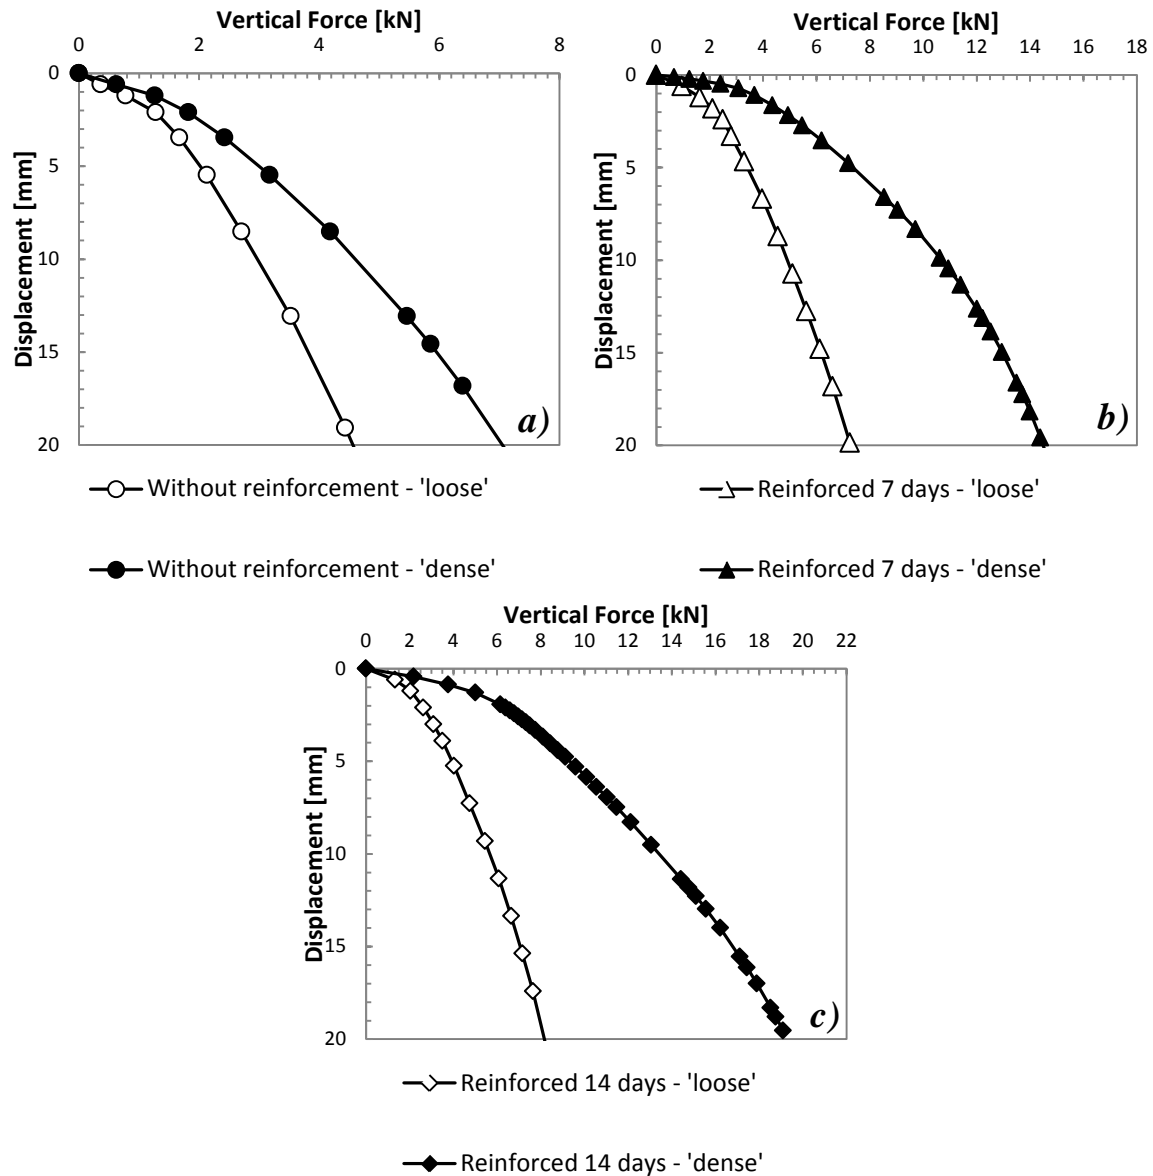 Vertical Force [kN]
0 2 4 6 8
0
5
10
15
20
Displacement [mm]
a)
Without reinforcement - 'loose'
Without reinforcement - 'dense'
Vertical Force [kN]
0 2 4 6 8 10 12 14 16 18
0
5
10
15
20
Displacement [mm]
b)
Reinforced 7 days - 'loose'
Reinforced 7 days - 'dense'
Vertical Force [kN]
0 2 4 6 8 10 12 14 16 18 20 22
0
5
10
15
20
Displacement [mm]
c)
Reinforced 14 days - 'loose'
Reinforced 14 days - 'dense'